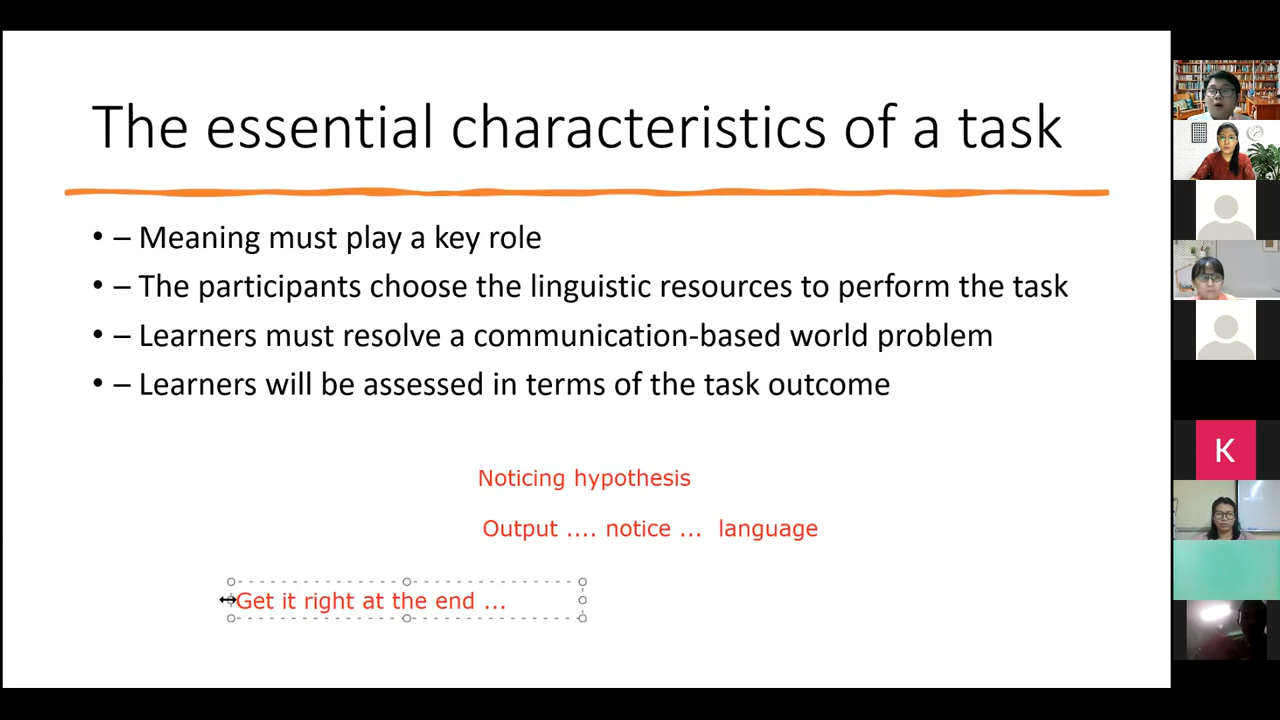 The essential characteristics of a task
• – Meaning must play a key role
• – The participants choose the linguistic resources to perform the task
• – Learners must resolve a communication-based world problem
• – Learners will be assessed in terms of the task outcome
Noticing hypothesis
Output .... notice ... language
Get it right at the end ...
K